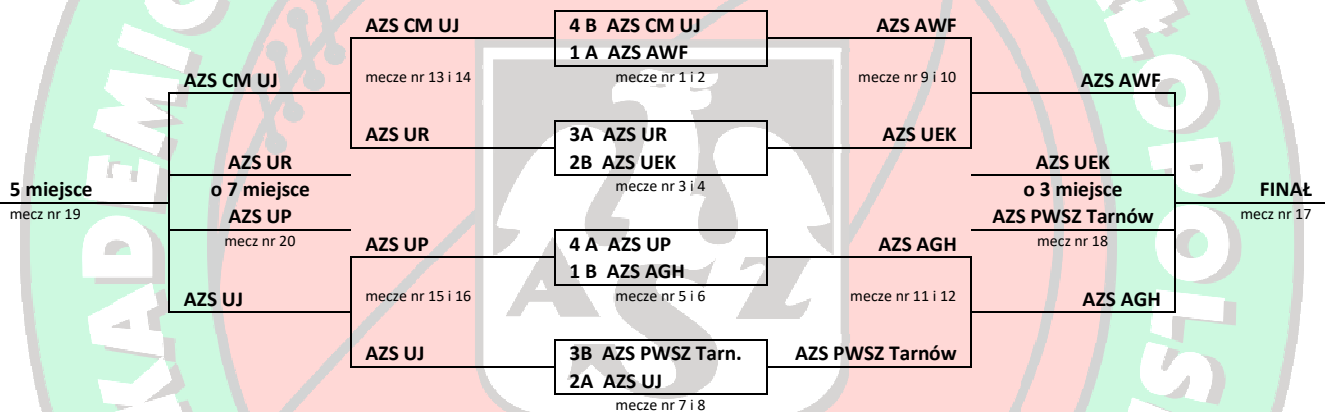 AZS CM UJ 4 B AZS CM UJ AZS AWF
1 A AZS AWF
mecze nr 13 i 14 mecze nr 1 i 2 mecze nr 9 i 10
AZS CM UJ AZS AWF
AZS UR 3A AZS UR AZS UEK
2B AZS UEK
AZS UR AZS UEK
mecze nr 3 i 4
5 miejsce o 7 miejsce o 3 miejsce FINAŁ
mecz nr 19 AZS UP AZS PWSZ Tarnów mecz nr 17
mecz nr 20 mecz nr 18
AZS UP 4 A AZS UP AZS AGH
1 B AZS AGH
mecze nr 15 i 16 mecze nr 5 i 6 mecze nr 11 i 12
AZS UJ AZS AGH
AZS UJ 3B AZS PWSZ Tarn. AZS PWSZ Tarnów
2A AZS UJ
mecze nr 7 i 8
AZS